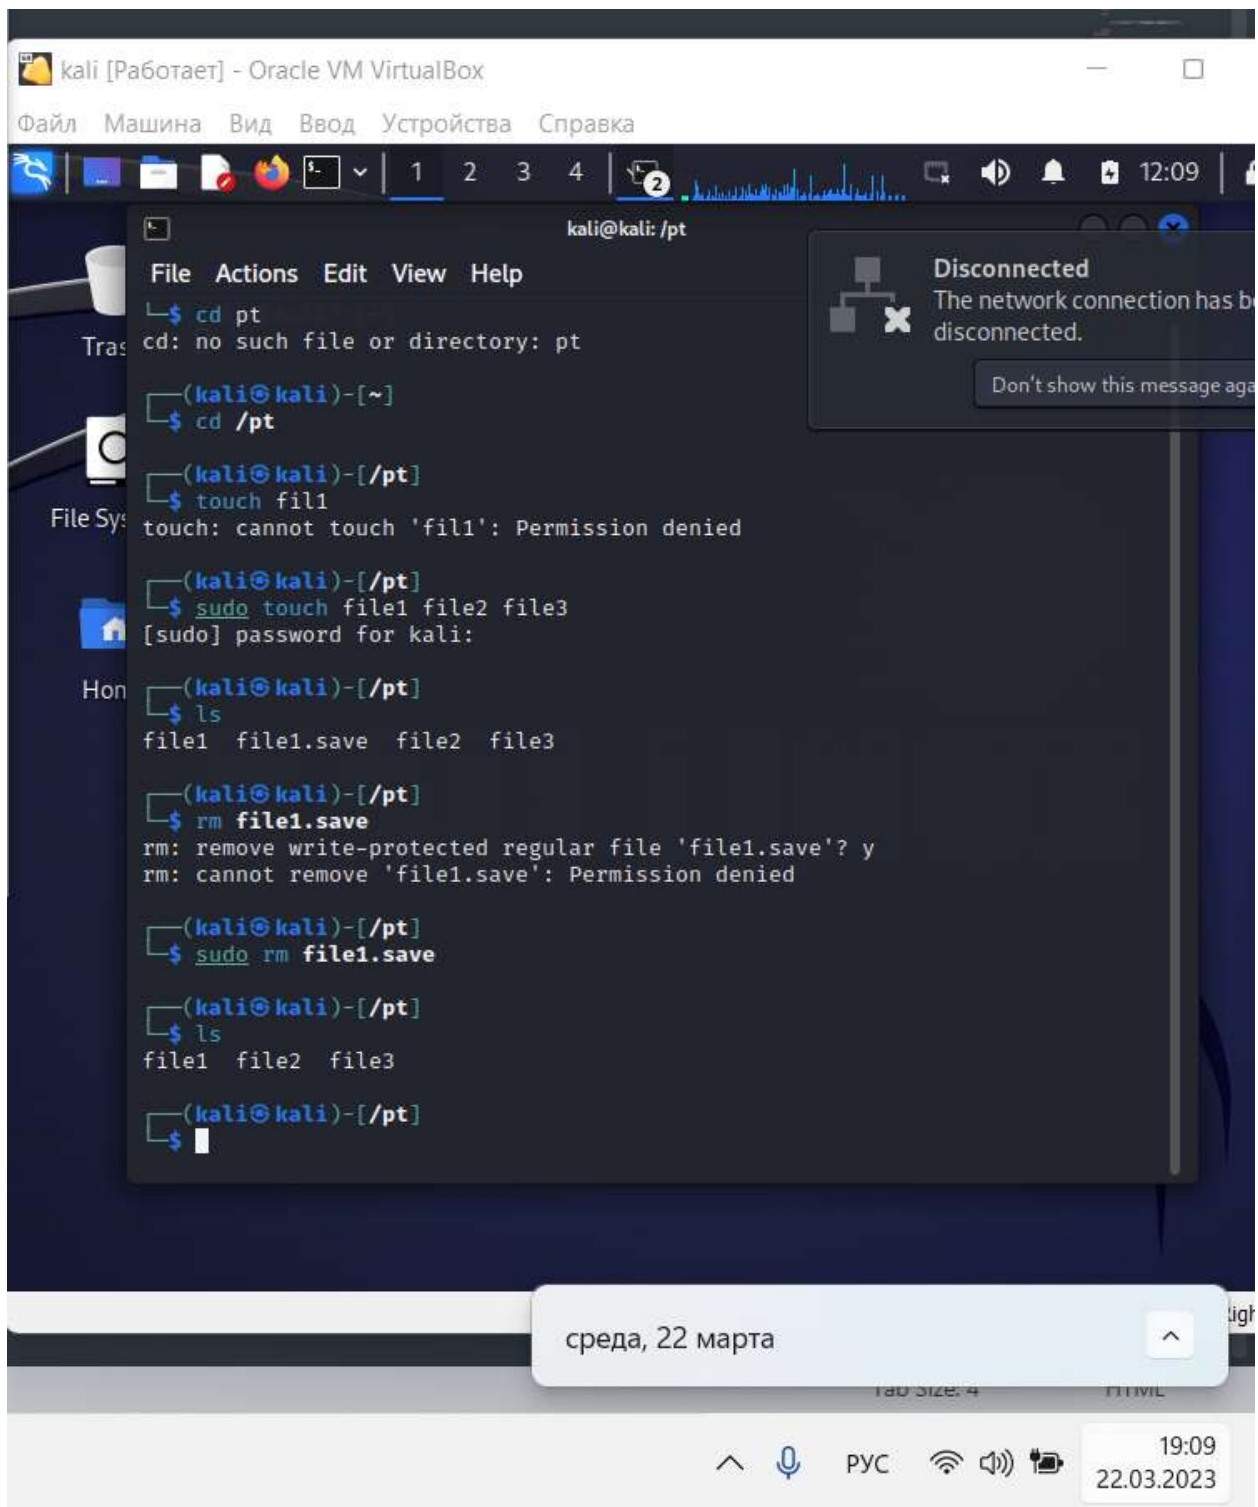 kali [Работает] - Oracle VM VirtualBox
Файл Машина Вид Ввод Устройства Справка
1 2 3 4 2 12:09
kali@kali: /pt
File Actions Edit View Help
Disconnected
The network connection has be
disconnected.
Don't show this message aga
Tras
File Sys
Hon
└─$ cd pt
cd: no such file or directory: pt
┌──(kali㉿kali)-[~]
└─$ cd /pt
┌──(kali㉿kali)-[/pt]
└─$ touch fil1
touch: cannot touch 'fil1': Permission denied
┌──(kali㉿kali)-[/pt]
└─$ sudo touch file1 file2 file3
[sudo] password for kali:
┌──(kali㉿kali)-[/pt]
└─$ ls
file1 file1.save file2 file3
┌──(kali㉿kali)-[/pt]
└─$ rm file1.save
rm: remove write-protected regular file 'file1.save'? y
rm: cannot remove 'file1.save': Permission denied
┌──(kali㉿kali)-[/pt]
└─$ sudo rm file1.save
┌──(kali㉿kali)-[/pt]
└─$ ls
file1 file2 file3
┌──(kali㉿kali)-[/pt]
└─$
среда, 22 марта
Tab Size: 4 HTML
РУС 19:09
22.03.2023